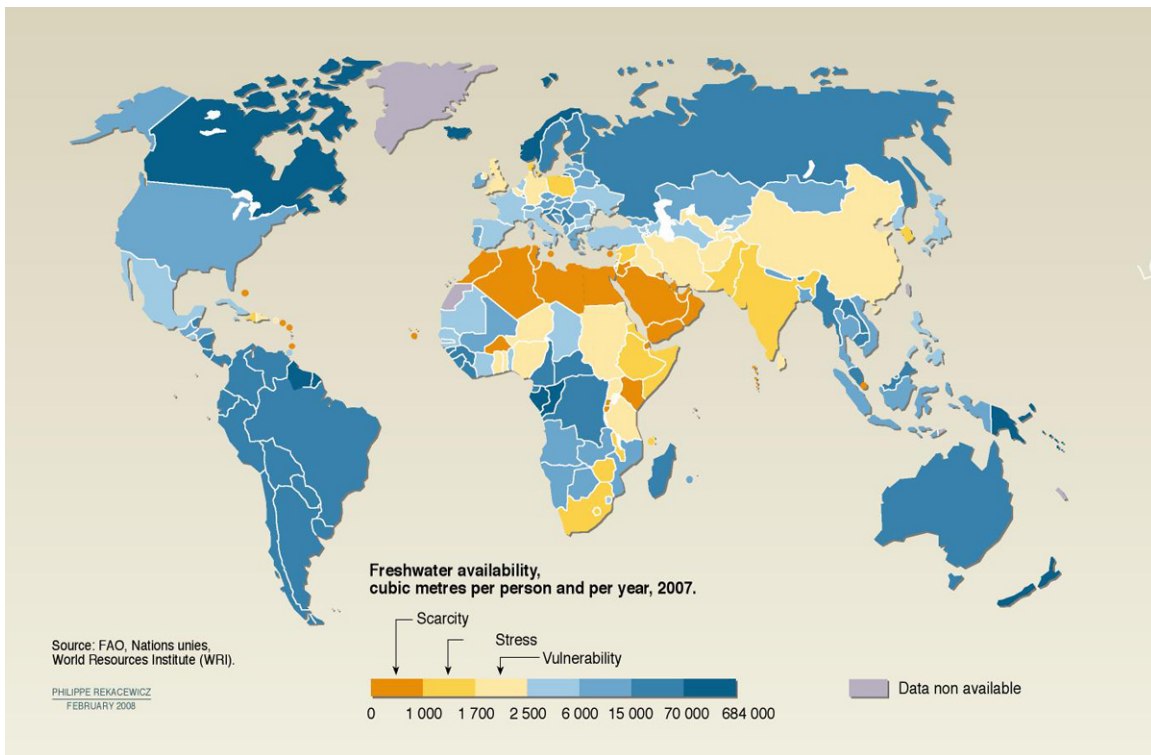 Freshwater availability,
cubic metres per person and per year, 2007.
Scarcity
Stress
Vulnerability
0 1 000 1 700 2 500 6 000 15 000 70 000 684 000
Data non available
Source: FAO, Nations unies,
World Resources Institute (WRI).
PHILIPPE REKACEWICZ
FEBRUARY 2008